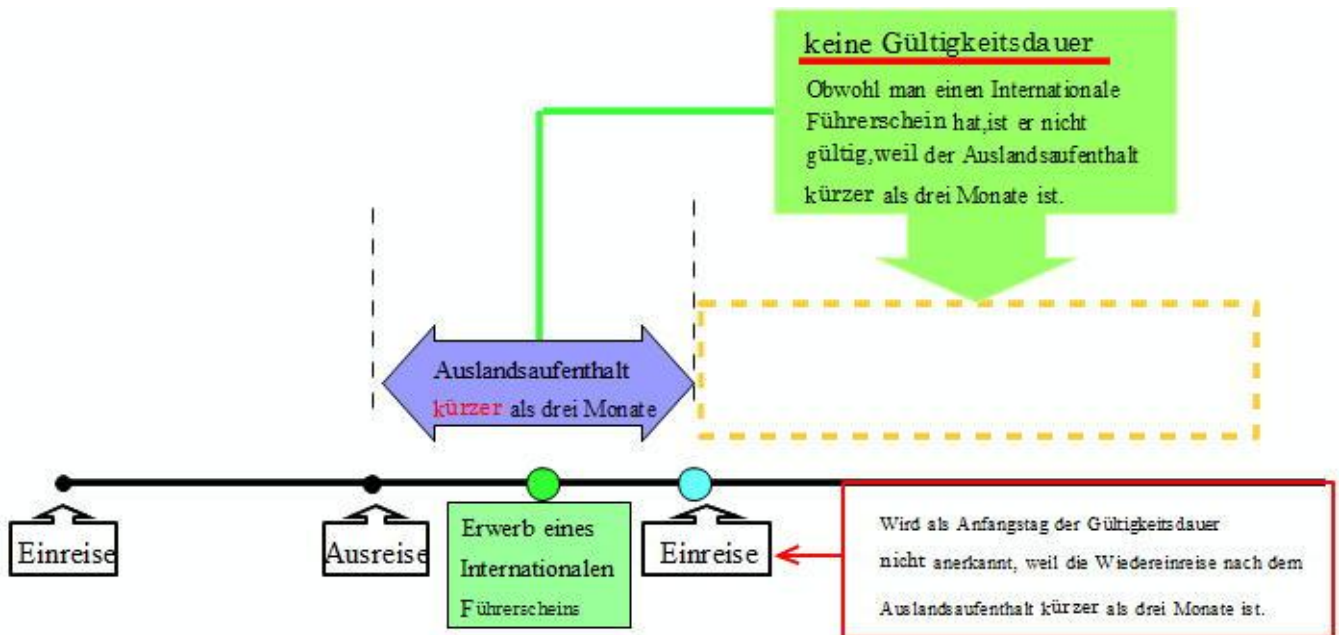 keine Gültigkeitsdauer
Obwohl man einen Internationale
Führerschein hat,ist er nicht
gültig,weil der Auslandsaufenthalt
kürzer als drei Monate ist.
Auslandsaufenthalt
kürzer als drei Monate
Einreise
Ausreise
Erwerb eines
Internationalen
Führerscheins
Einreise
Wird als Anfangstag der Gültigkeitsdauer
nicht anerkannt, weil die Wiedereinreise nach dem
Auslandsaufenthalt kürzer als drei Monate ist.